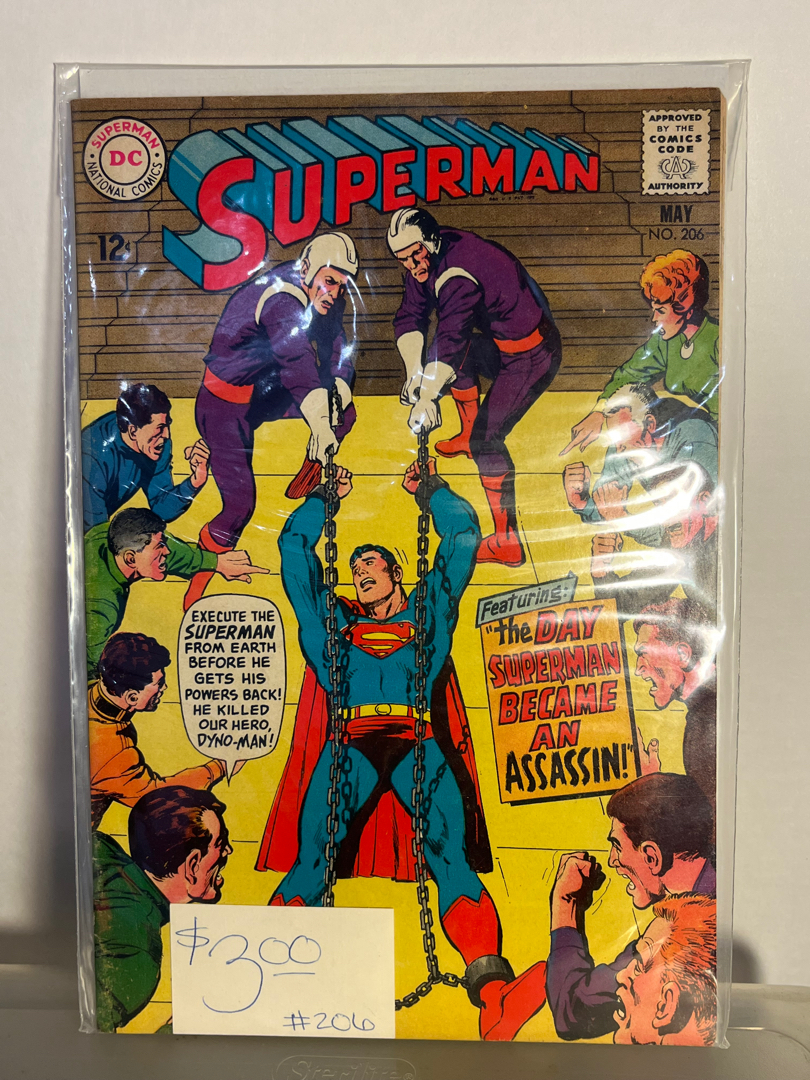 SUPERMAN
DC
NATIONAL COMICS
SUPERMAN
APPROVED
BY THE
COMICS
CODE
AUTHORITY
12¢
MAY
NO. 206
EXECUTE THE
SUPERMAN
FROM EARTH
BEFORE HE
GETS HIS
POWERS BACK!
HE KILLED
OUR HERO,
DYNO-MAN!
Featuring:
"the DAY
SUPERMAN
BECAME
AN
ASSASSIN!"
$3.00
#206
Sterilite